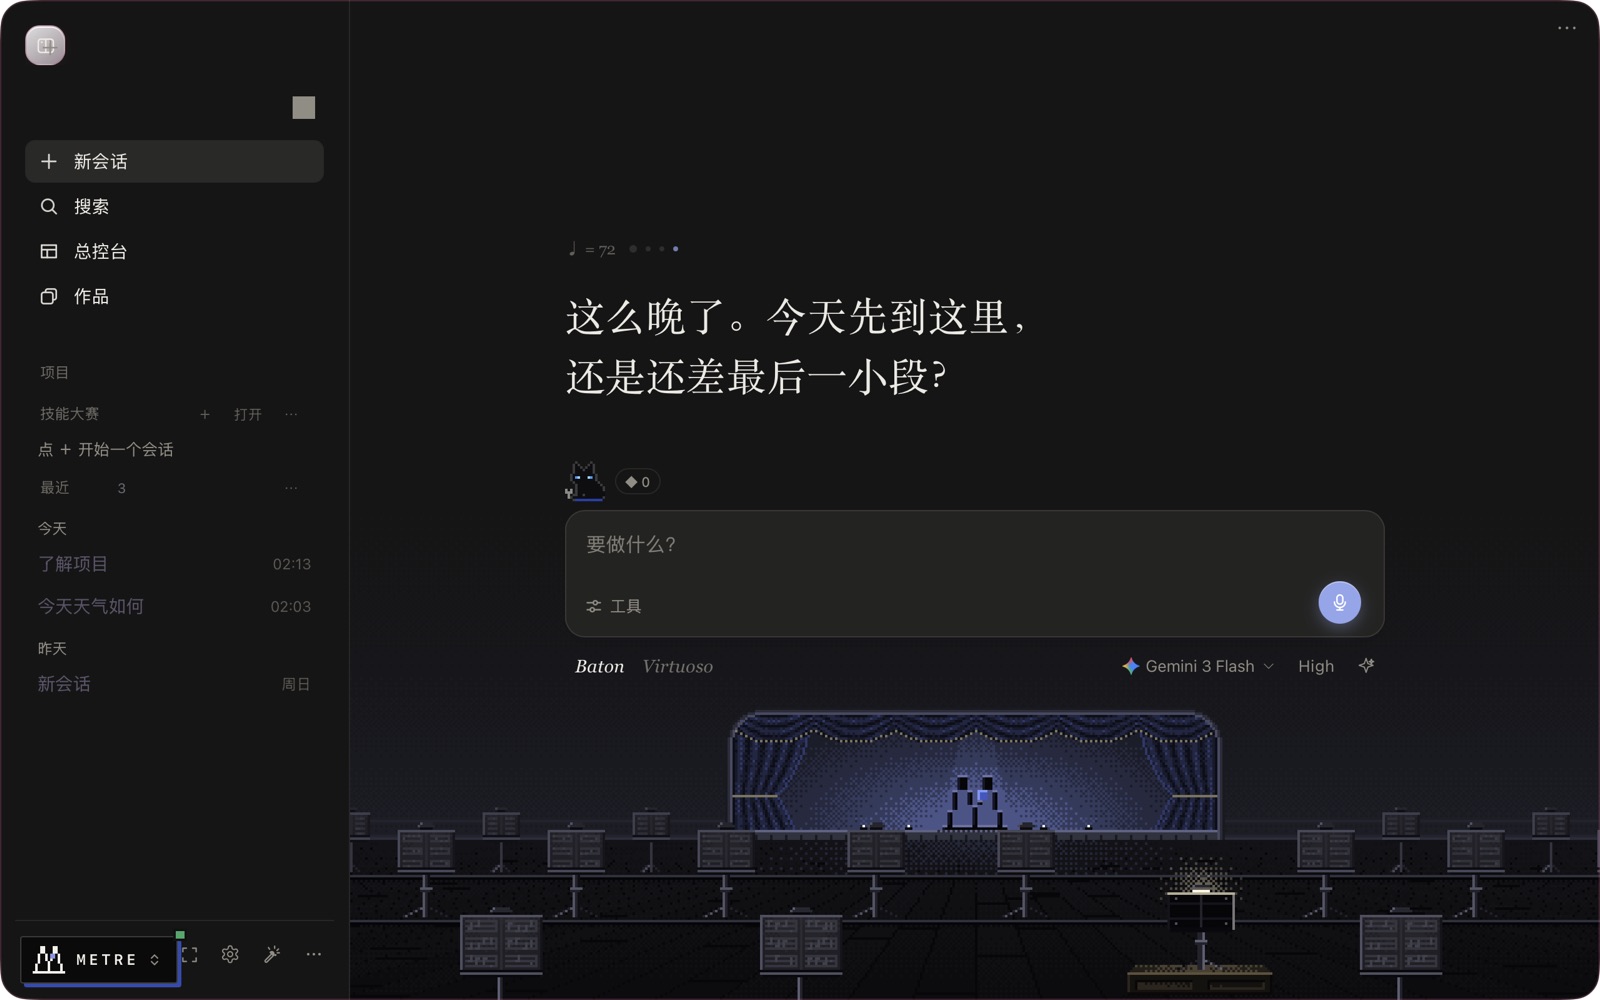 新会话
搜索
总控台
作品
项目
技能大赛 + 打开 ···
点 + 开始一个会话
最近 3 ···
今天
了解项目 02:13
今天天气如何 02:03
昨天
新会话 周日
METRE
♩ = 72
这么晚了。今天先到这里,
还是还差最后一小段?
◆ 0
要做什么?
工具
Baton Virtuoso
Gemini 3 Flash High